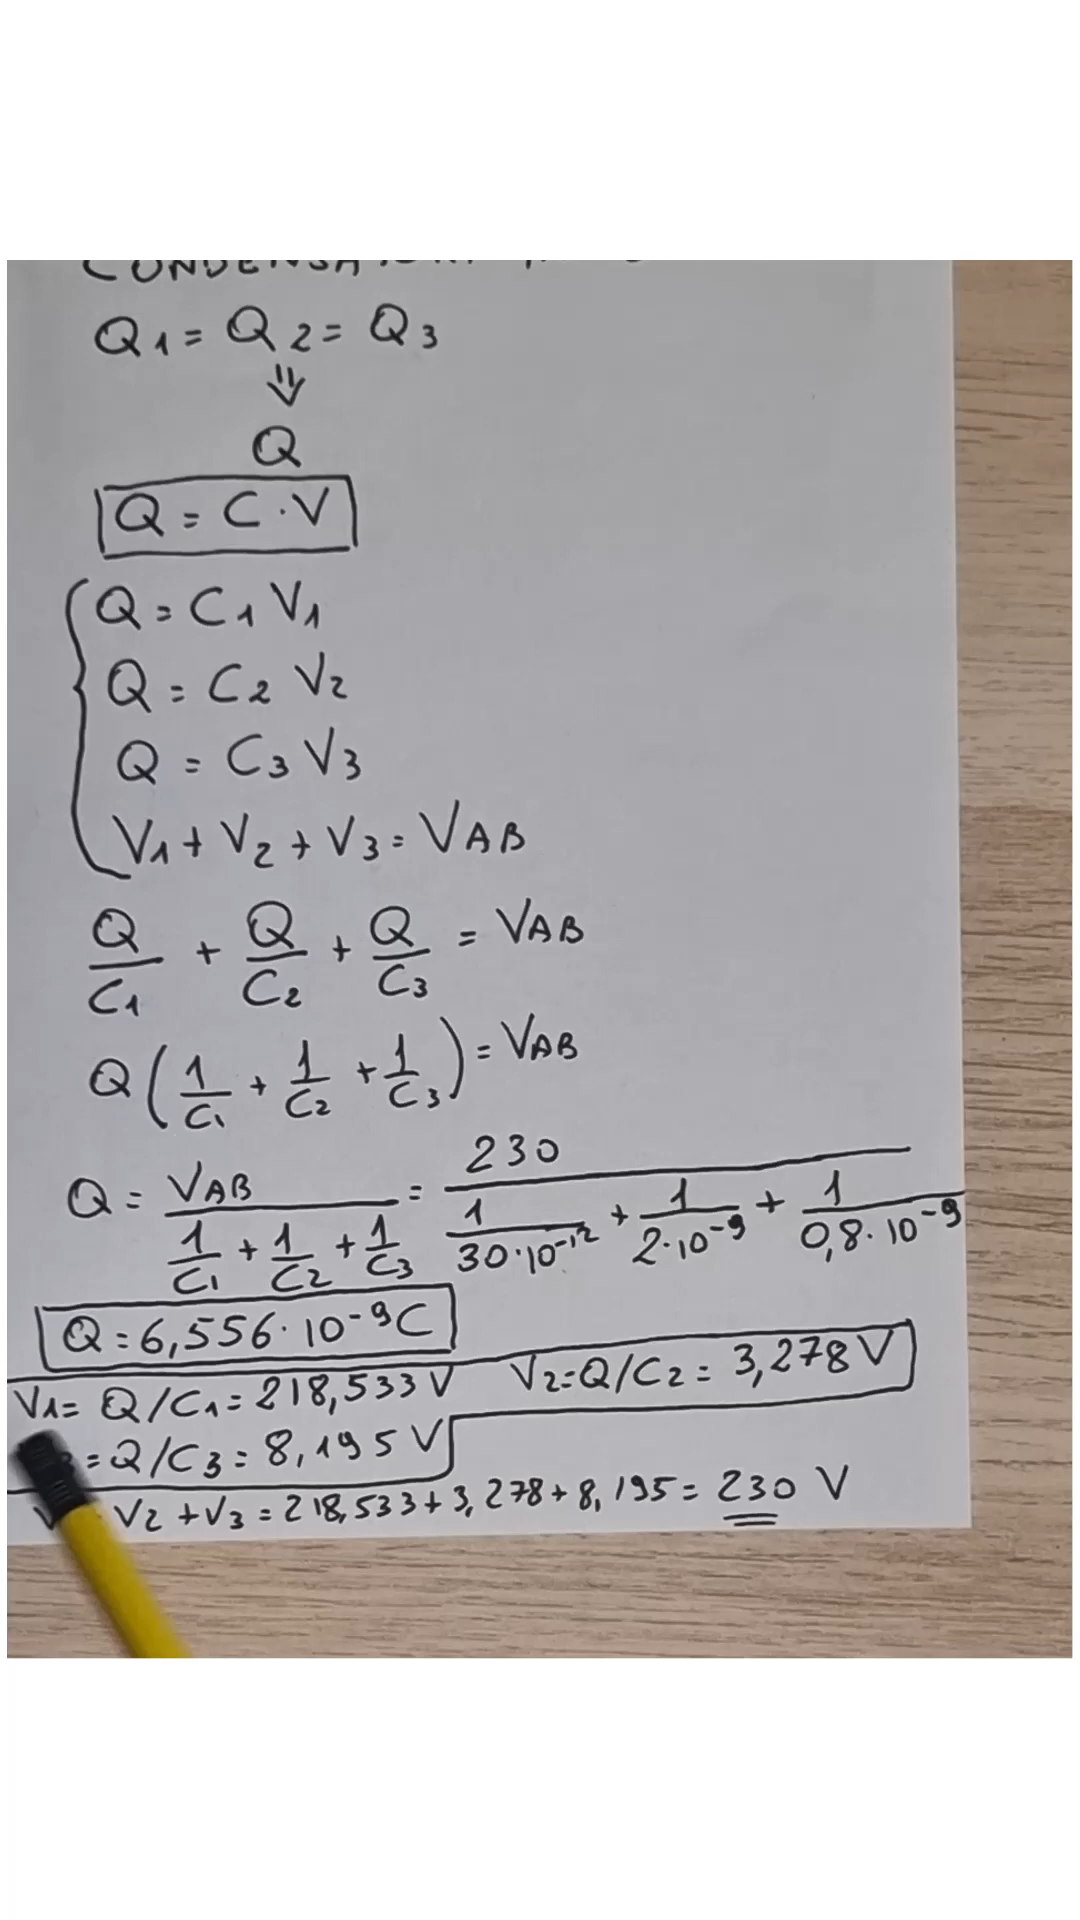 Q1 = Q2 = Q3
⇓
Q
Q = C · V
Q = C1 V1
Q = C2 V2
Q = C3 V3
V1 + V2 + V3 = VAB
Q/C1 + Q/C2 + Q/C3 = VAB
Q (1/C1 + 1/C2 + 1/C3) = VAB
Q = VAB / (1/C1 + 1/C2 + 1/C3) = 230 / (1/(30·10^-12) + 1/(2·10^-9) + 1/(0,8·10^-9))
Q = 6,556·10^-9 C
V1 = Q/C1 = 218,533 V V2 = Q/C2 = 3,278 V
= Q/C3 = 8,195 V
V2 + V3 = 218,533 + 3,278 + 8,195 = 230 V